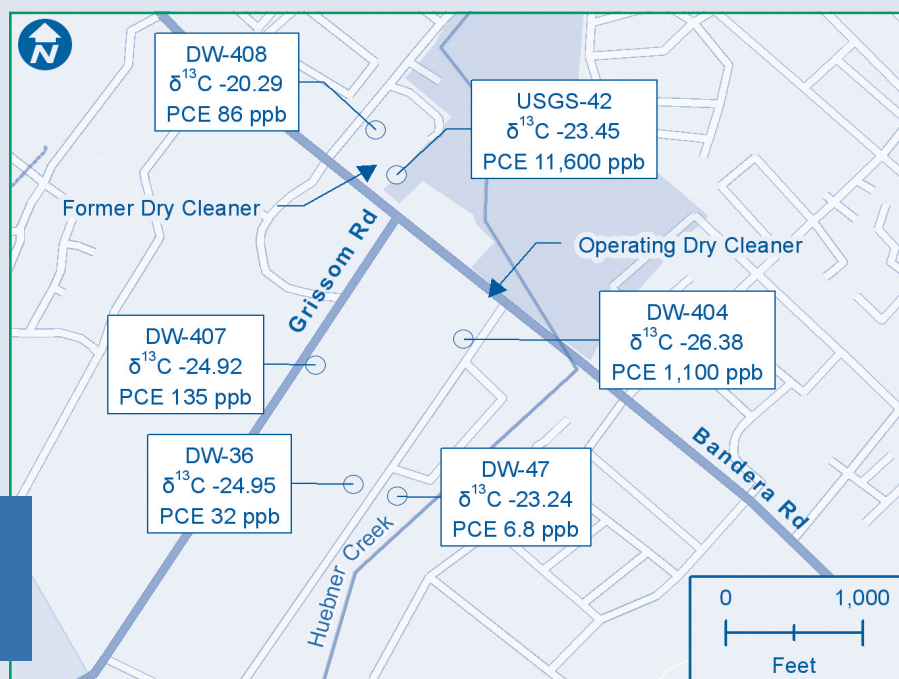 N
DW-408
δ¹³C -20.29
PCE 86 ppb
USGS-42
δ¹³C -23.45
PCE 11,600 ppb
Former Dry Cleaner
Grissom Rd
Operating Dry Cleaner
DW-407
δ¹³C -24.92
PCE 135 ppb
DW-404
δ¹³C -26.38
PCE 1,100 ppb
DW-36
δ¹³C -24.95
PCE 32 ppb
DW-47
δ¹³C -23.24
PCE 6.8 ppb
Bandera Rd
Huebner Creek
0 1,000
Feet